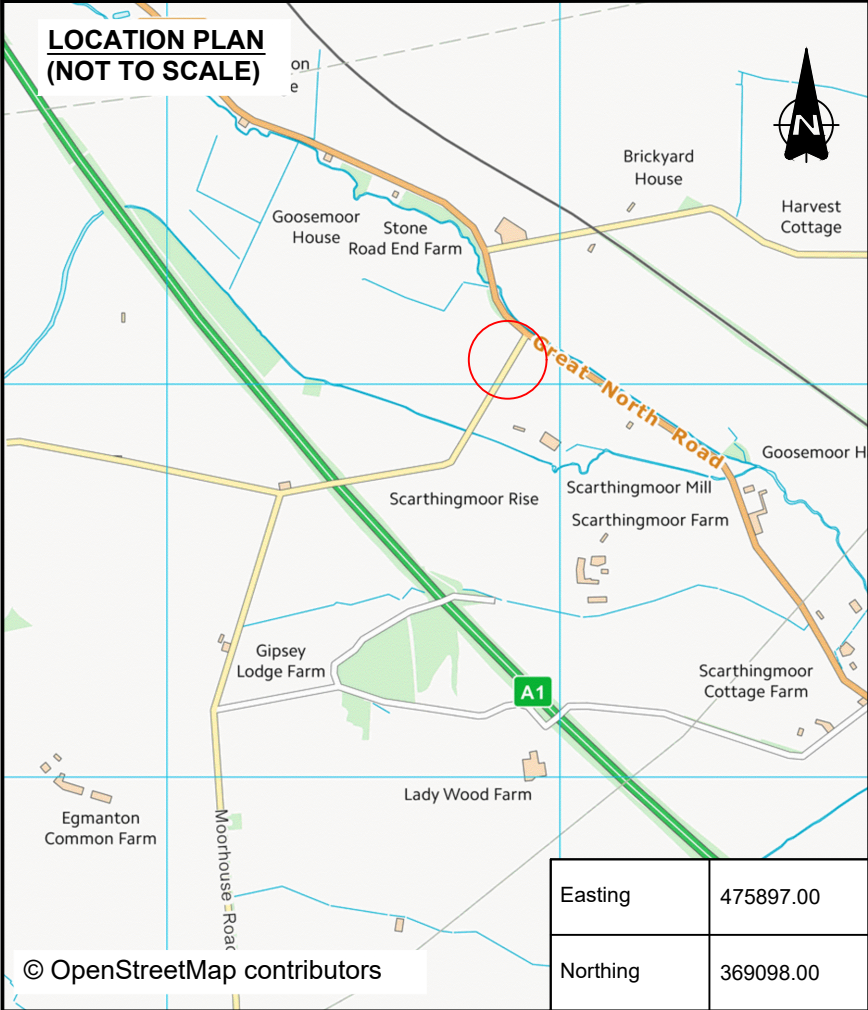 LOCATION PLAN
(NOT TO SCALE)
on
e
N
Brickyard
House
Harvest
Cottage
Goosemoor
House
Stone
Road End Farm
Great North Road
Goosemoor H
Scarthingmoor Rise
Scarthingmoor Mill
Scarthingmoor Farm
Gipsey
Lodge Farm
A1
Scarthingmoor
Cottage Farm
Lady Wood Farm
Egmanton
Common Farm
Moorhouse Road
Easting 475897.00
Northing 369098.00
© OpenStreetMap contributors